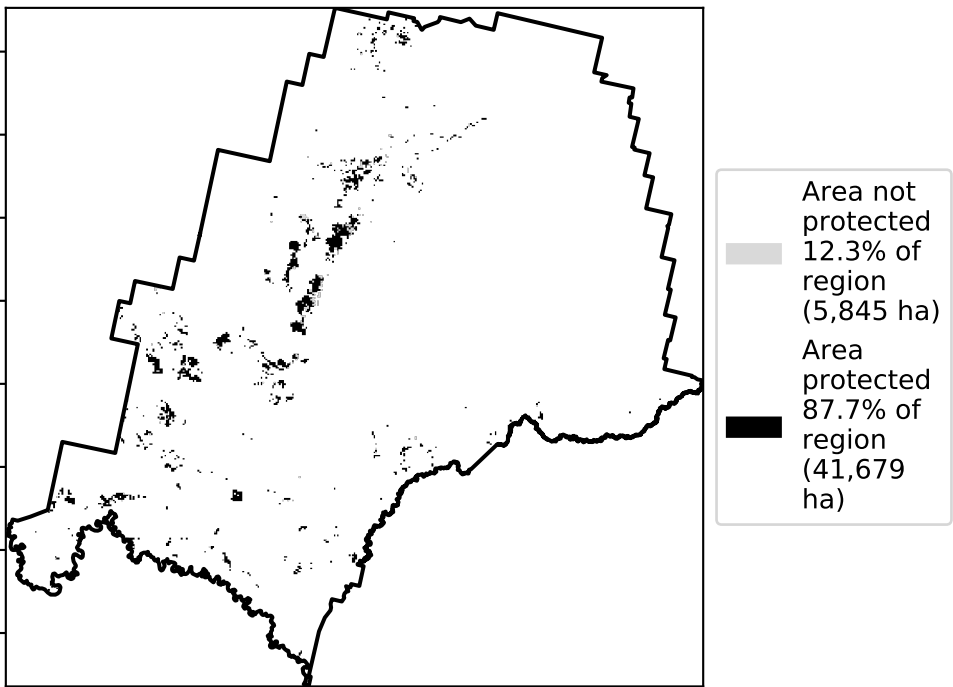 Area not
protected
12.3% of
region
(5,845 ha)
Area
protected
87.7% of
region
(41,679
ha)